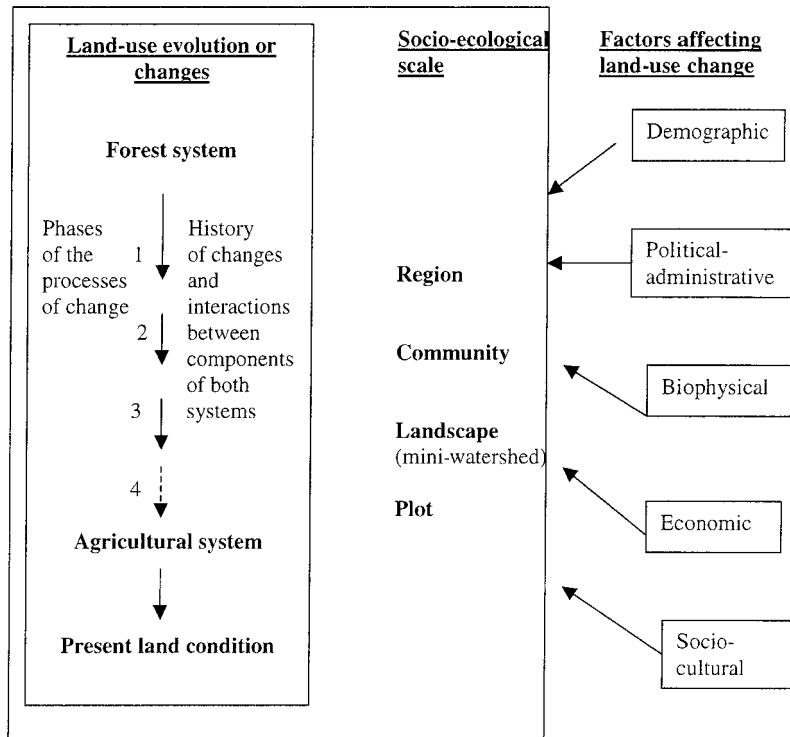 Land-use evolution or
changes
Forest system
Phases
of the
processes
of change
1
2
3
4
History
of changes
and
interactions
between
components
of both
systems
Agricultural system
Present land condition
Socio-ecological
scale
Region
Community
Landscape
(mini-watershed)
Plot
Factors affecting
land-use change
Demographic
Political-
administrative
Biophysical
Economic
Socio-
cultural